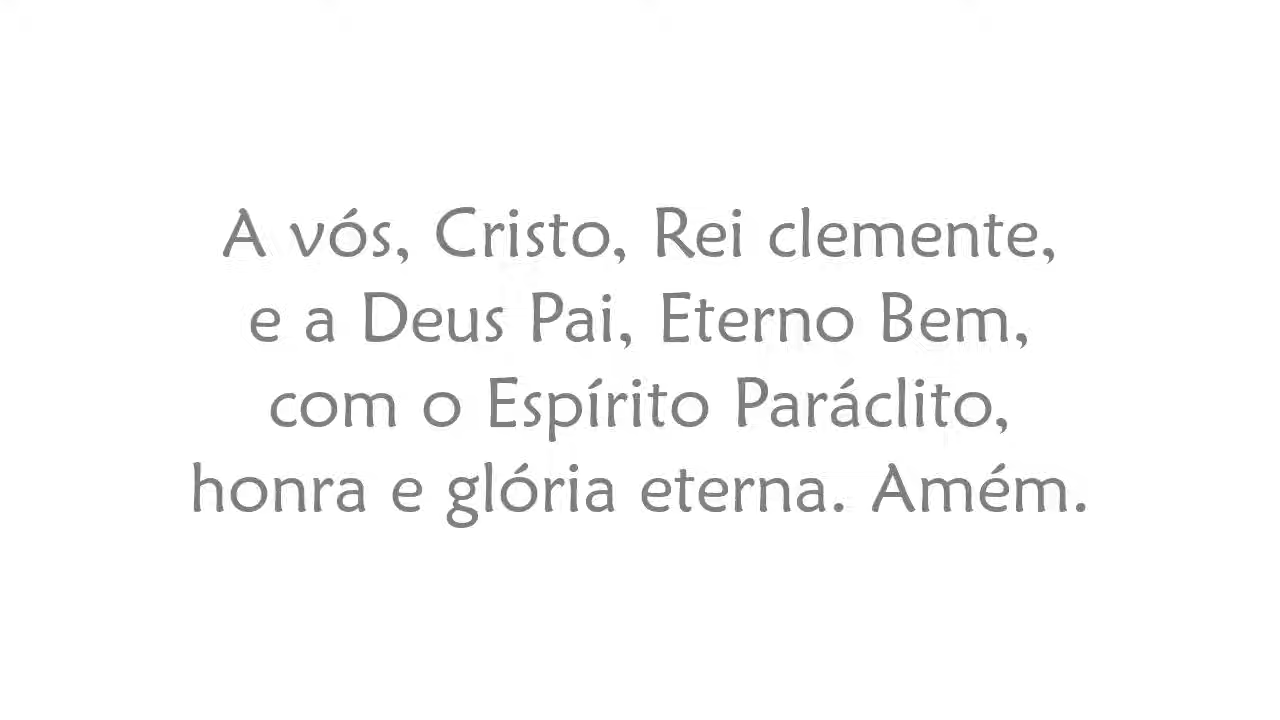 A vós, Cristo, Rei clemente,
e a Deus Pai, Eterno Bem,
com o Espírito Paráclito,
honra e glória eterna. Amém.